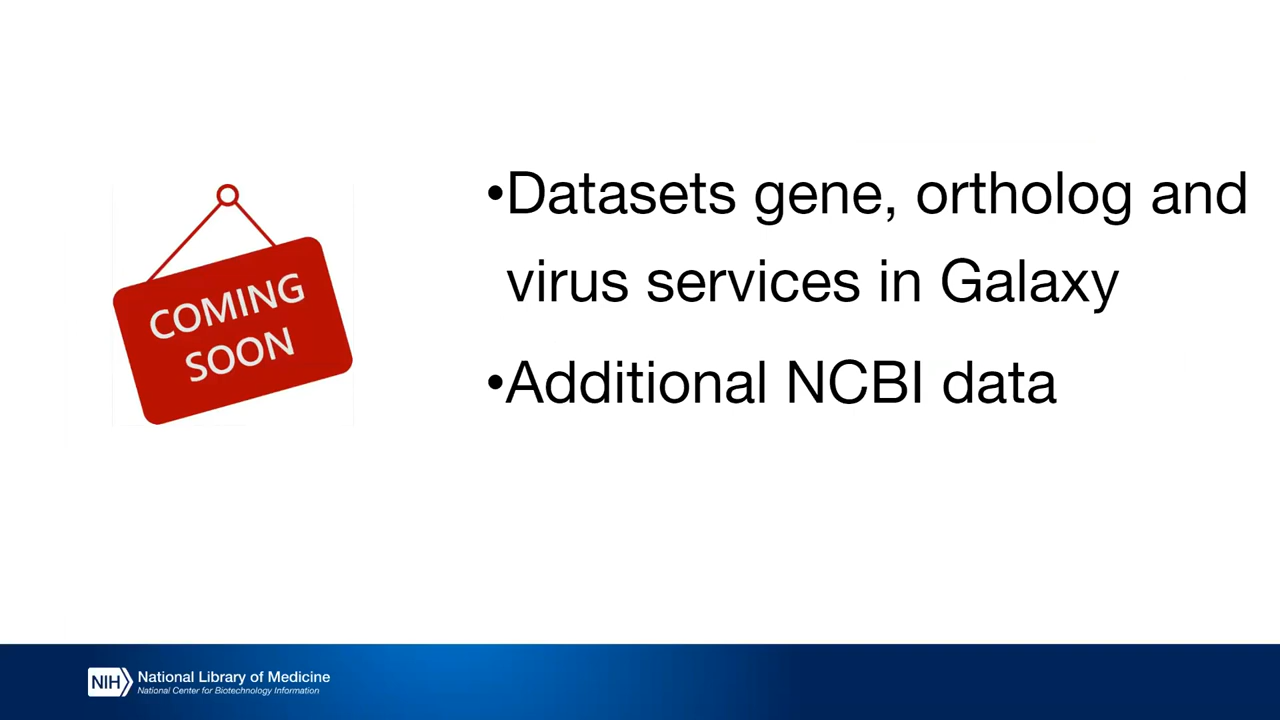 COMING
SOON
•Datasets gene, ortholog and
virus services in Galaxy
•Additional NCBI data
NIH National Library of Medicine
National Center for Biotechnology Information